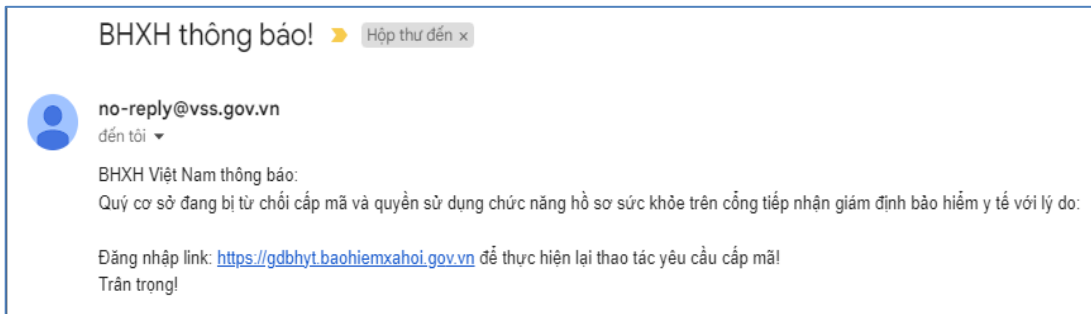 BHXH thông báo! Hộp thư đến ×
no-reply@vss.gov.vn
đến tôi
BHXH Việt Nam thông báo:
Quý cơ sở đang bị từ chối cấp mã và quyền sử dụng chức năng hồ sơ sức khỏe trên cổng tiếp nhận giám định bảo hiểm y tế với lý do:
Đăng nhập link: https://gdbhyt.baohiemxahoi.gov.vn để thực hiện lại thao tác yêu cầu cấp mã!
Trân trọng!